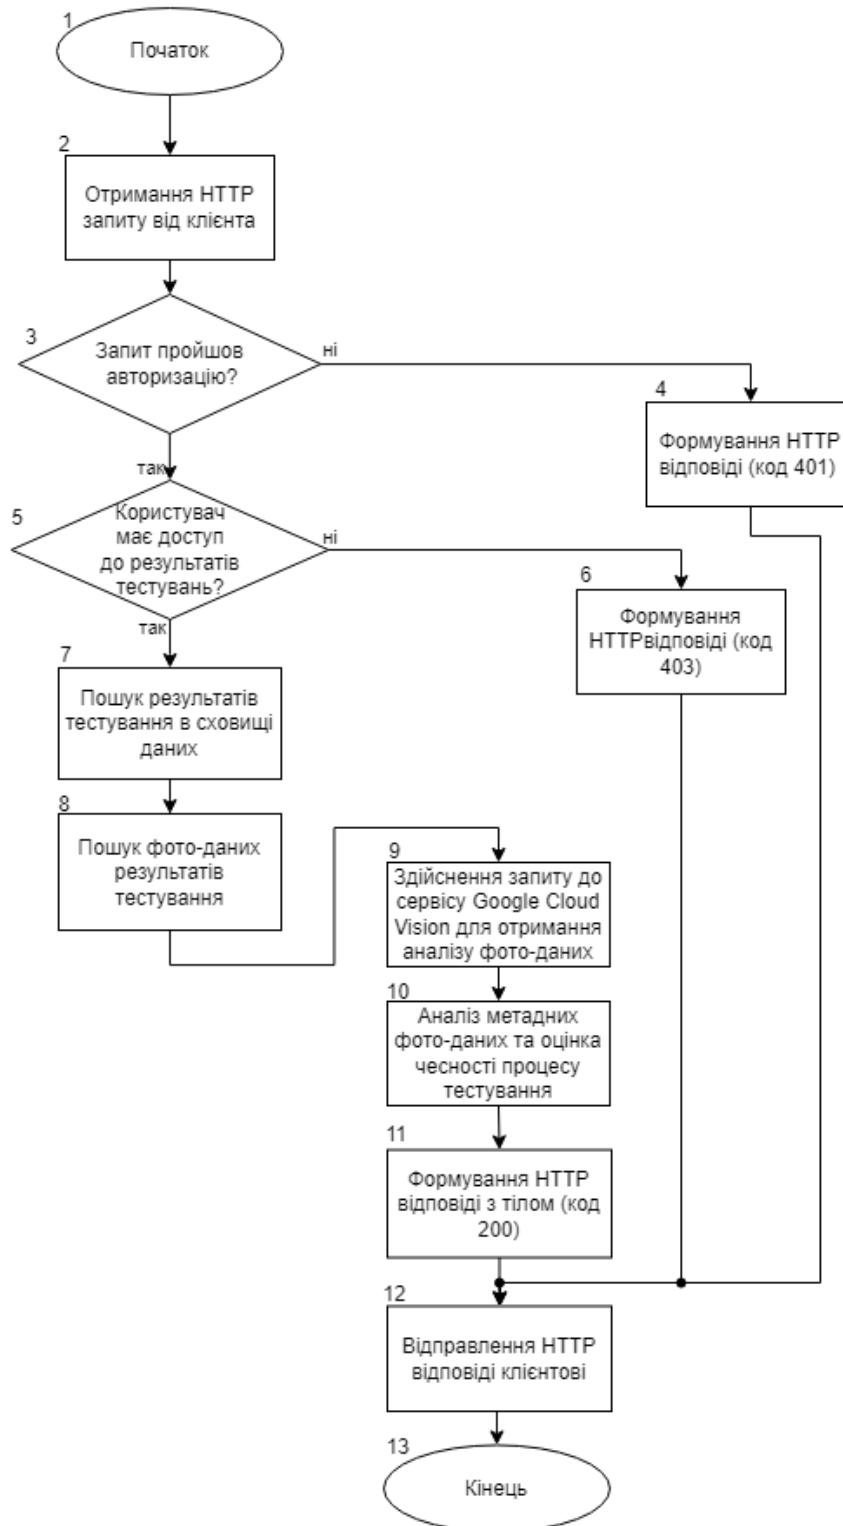 1
Початок
2
Отримання HTTP
запиту від клієнта
3
Запит пройшов
авторизацію?
ні
4
Формування HTTP
відповіді (код 401)
так
5
Користувач
має доступ
до результатів
тестувань?
ні
6
Формування
HTTPвідповіді (код
403)
так
7
Пошук результатів
тестування в сховищі
даних
8
Пошук фото-даних
результатів
тестування
9
Здійснення запиту до
сервісу Google Cloud
Vision для отримання
аналізу фото-даних
10
Аналіз метадних
фото-даних та оцінка
чесності процесу
тестування
11
Формування HTTP
відповіді з тілом (код
200)
12
Відправлення HTTP
відповіді клієнтові
13
Кінець